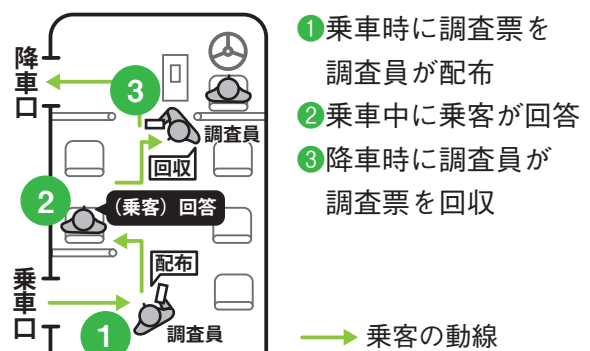 降車口
3
調査員
回収
2
(乗客) 回答
配布
乗車口
1
調査員
1乗車時に調査票を
調査員が配布
2乗車中に乗客が回答
3降車時に調査員が
調査票を回収
乗客の動線